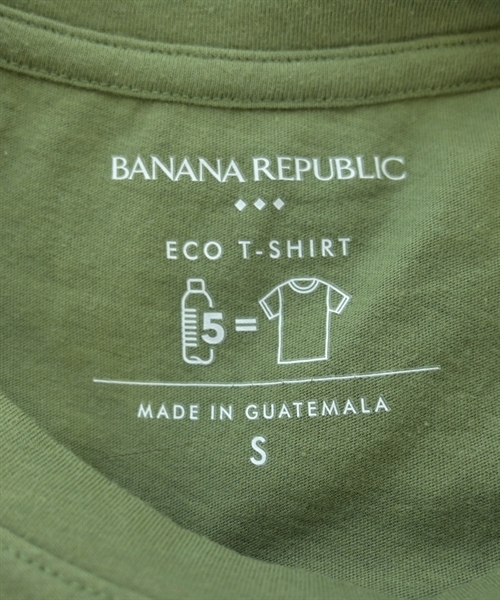 BANANA REPUBLIC
ECO T-SHIRT
5 =
MADE IN GUATEMALA
S